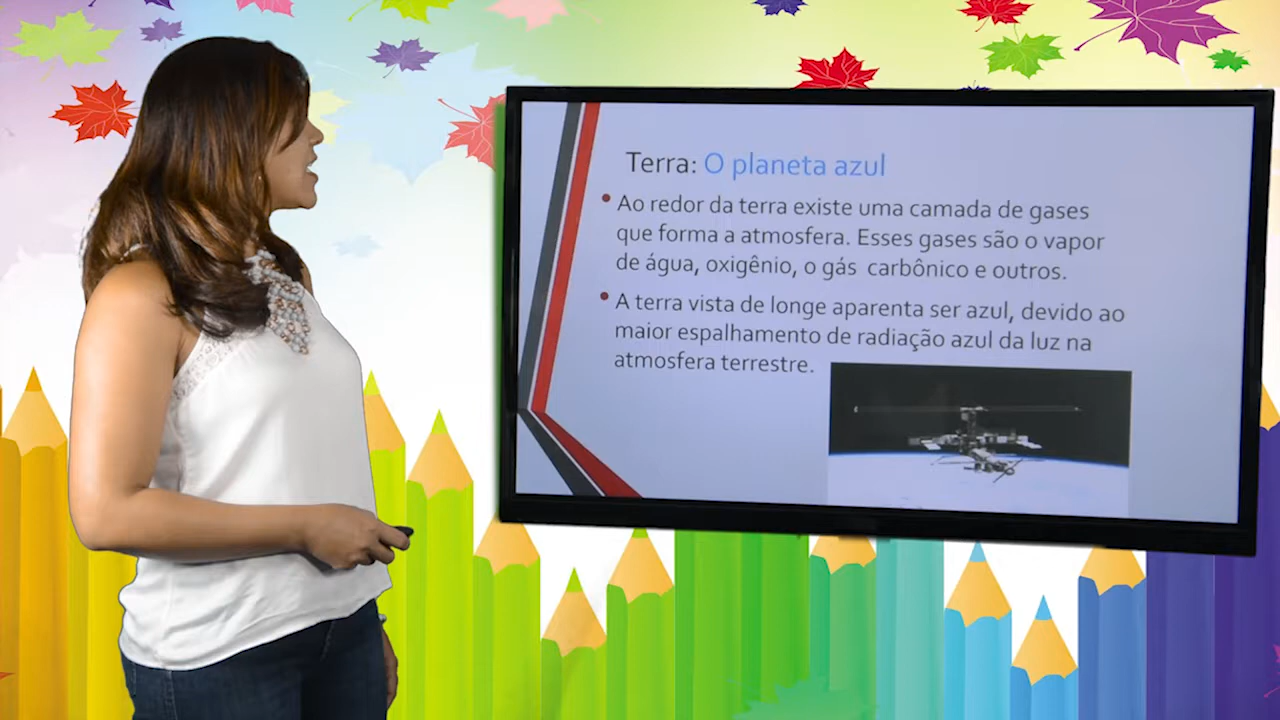 Terra: O planeta azul
Ao redor da terra existe uma camada de gases
que forma a atmosfera. Esses gases são o vapor
de água, oxigênio, o gás carbônico e outros.
A terra vista de longe aparenta ser azul, devido ao
maior espalhamento de radiação azul da luz na
atmosfera terrestre.